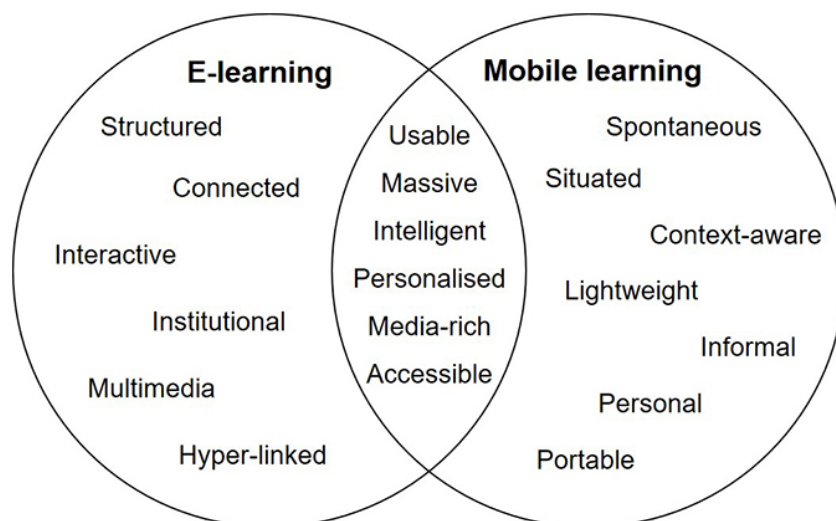 E-learning
Structured
Connected
Interactive
Institutional
Multimedia
Hyper-linked
Usable
Massive
Intelligent
Personalised
Media-rich
Accessible
Mobile learning
Spontaneous
Situated
Context-aware
Lightweight
Informal
Personal
Portable